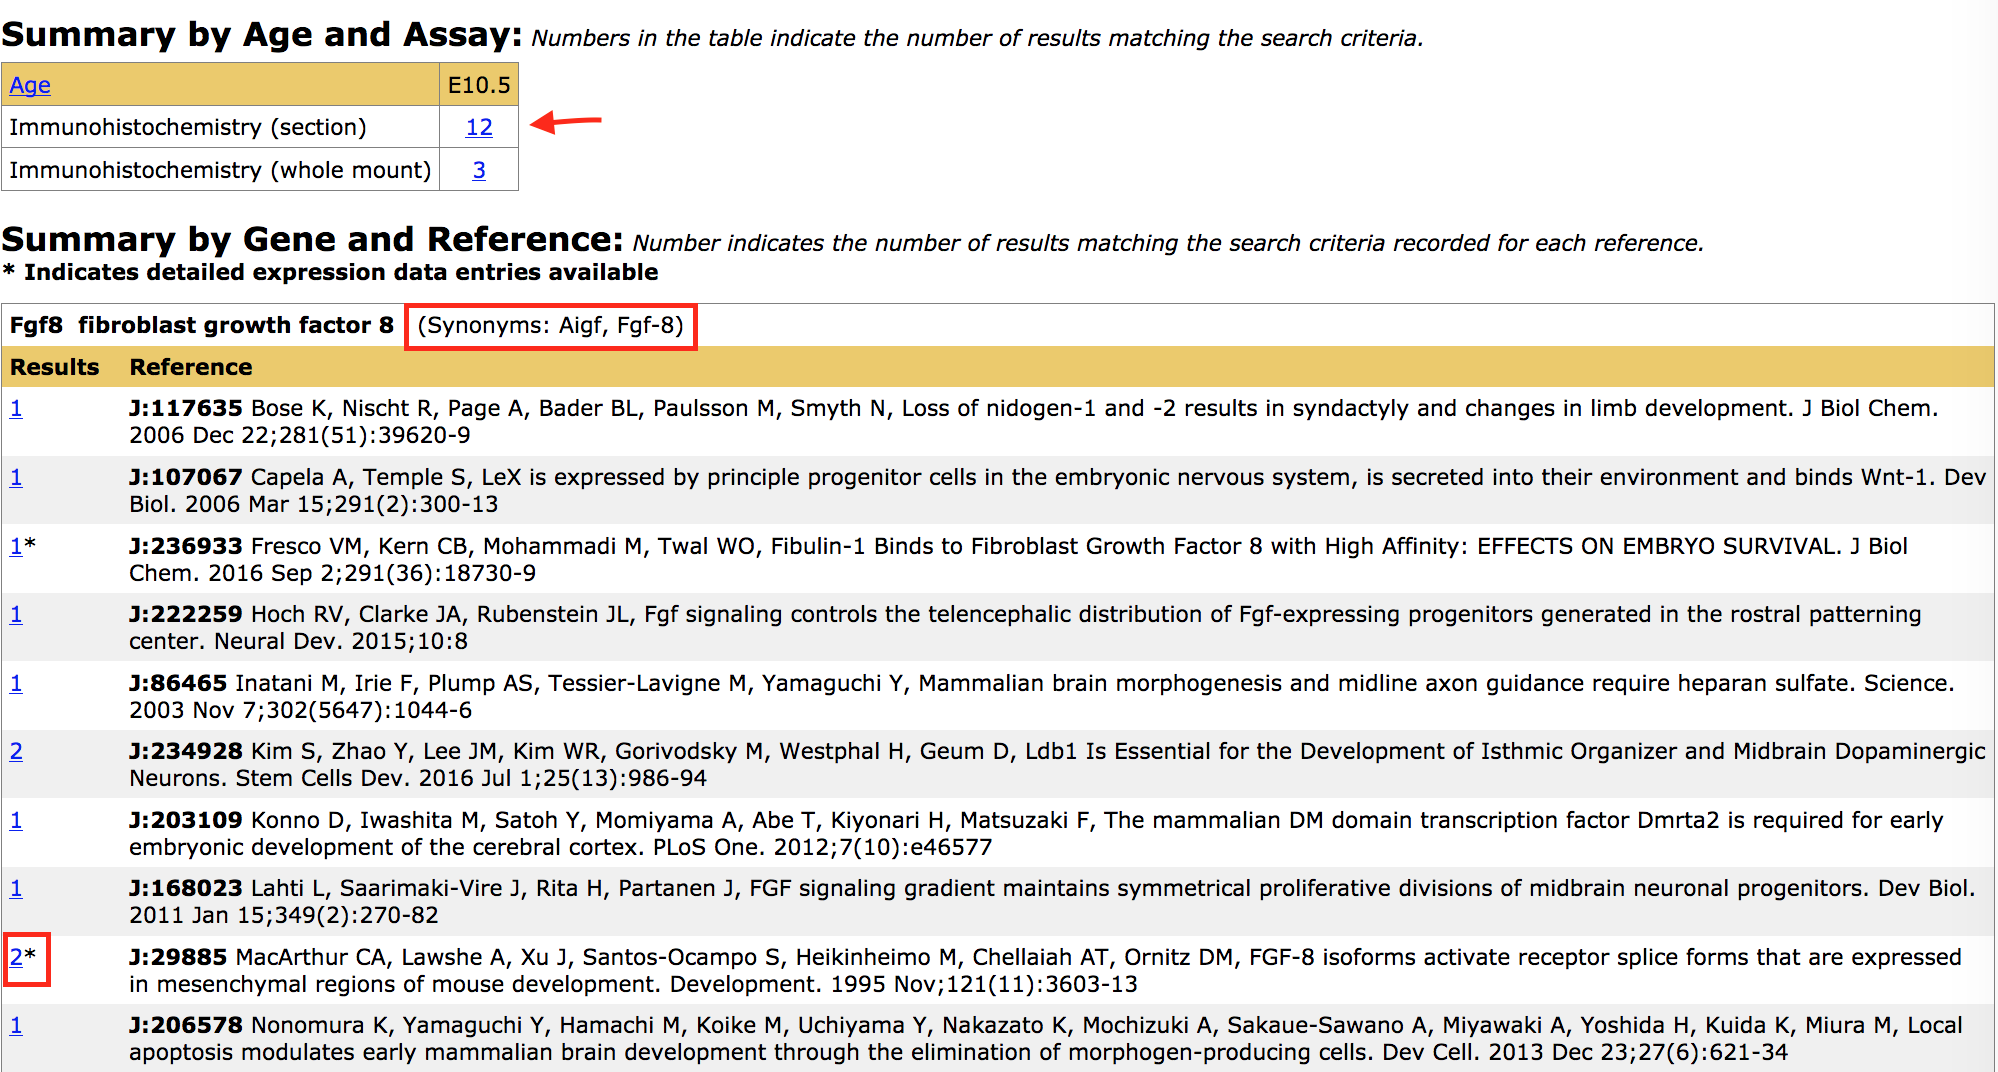 Summary by Age and Assay: Numbers in the table indicate the number of results matching the search criteria.
Age E10.5
Immunohistochemistry (section) 12
Immunohistochemistry (whole mount) 3
Summary by Gene and Reference: Number indicates the number of results matching the search criteria recorded for each reference.
* Indicates detailed expression data entries available
Fgf8 fibroblast growth factor 8 (Synonyms: Aigf, Fgf-8)
Results Reference
1 J:117635 Bose K, Nischt R, Page A, Bader BL, Paulsson M, Smyth N, Loss of nidogen-1 and -2 results in syndactyly and changes in limb development. J Biol Chem.
2006 Dec 22;281(51):39620-9
1 J:107067 Capela A, Temple S, LeX is expressed by principle progenitor cells in the embryonic nervous system, is secreted into their environment and binds Wnt-1. Dev
Biol. 2006 Mar 15;291(2):300-13
1* J:236933 Fresco VM, Kern CB, Mohammadi M, Twal WO, Fibulin-1 Binds to Fibroblast Growth Factor 8 with High Affinity: EFFECTS ON EMBRYO SURVIVAL. J Biol
Chem. 2016 Sep 2;291(36):18730-9
1 J:222259 Hoch RV, Clarke JA, Rubenstein JL, Fgf signaling controls the telencephalic distribution of Fgf-expressing progenitors generated in the rostral patterning
center. Neural Dev. 2015;10:8
1 J:86465 Inatani M, Irie F, Plump AS, Tessier-Lavigne M, Yamaguchi Y, Mammalian brain morphogenesis and midline axon guidance require heparan sulfate. Science.
2003 Nov 7;302(5647):1044-6
2 J:234928 Kim S, Zhao Y, Lee JM, Kim WR, Gorivodsky M, Westphal H, Geum D, Ldb1 Is Essential for the Development of Isthmic Organizer and Midbrain Dopaminergic
Neurons. Stem Cells Dev. 2016 Jul 1;25(13):986-94
1 J:203109 Konno D, Iwashita M, Satoh Y, Momiyama A, Abe T, Kiyonari H, Matsuzaki F, The mammalian DM domain transcription factor Dmrta2 is required for early
embryonic development of the cerebral cortex. PLoS One. 2012;7(10):e46577
1 J:168023 Lahti L, Saarimaki-Vire J, Rita H, Partanen J, FGF signaling gradient maintains symmetrical proliferative divisions of midbrain neuronal progenitors. Dev Biol.
2011 Jan 15;349(2):270-82
2* J:29885 MacArthur CA, Lawshe A, Xu J, Santos-Ocampo S, Heikinheimo M, Chellaiah AT, Ornitz DM, FGF-8 isoforms activate receptor splice forms that are expressed
in mesenchymal regions of mouse development. Development. 1995 Nov;121(11):3603-13
1 J:206578 Nonomura K, Yamaguchi Y, Hamachi M, Koike M, Uchiyama Y, Nakazato K, Mochizuki A, Sakaue-Sawano A, Miyawaki A, Yoshida H, Kuida K, Miura M, Local
apoptosis modulates early mammalian brain development through the elimination of morphogen-producing cells. Dev Cell. 2013 Dec 23;27(6):621-34